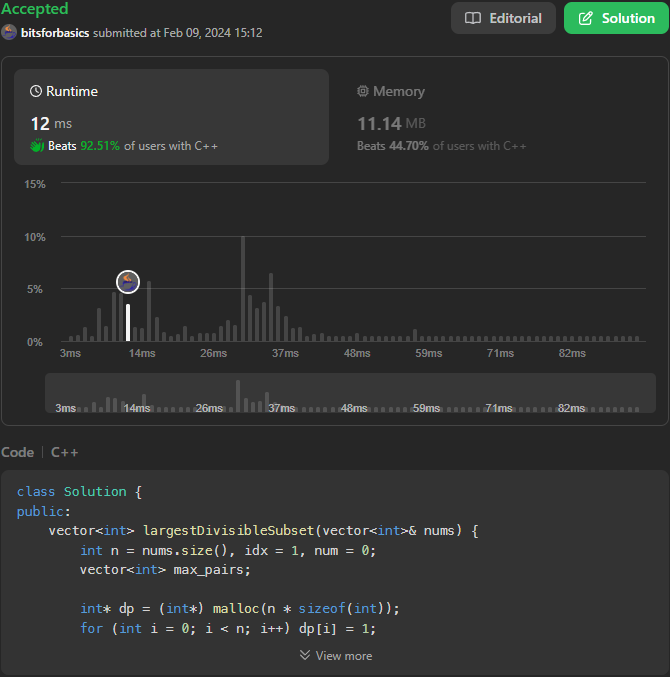 Accepted
Editorial
Solution
bitsforbasics submitted at Feb 09, 2024 15:12
Runtime
Memory
12 ms
11.14 MB
Beats 92.51% of users with C++
Beats 44.70% of users with C++
15%
10%
5%
0%
3ms 14ms 26ms 37ms 48ms 59ms 71ms 82ms
3ms 14ms 26ms 37ms 48ms 59ms 71ms 82ms
Code | C++
class Solution {
public:
    vector<int> largestDivisibleSubset(vector<int>& nums) {
        int n = nums.size(), idx = 1, num = 0;
        vector<int> max_pairs;
        int* dp = (int*) malloc(n * sizeof(int));
        for (int i = 0; i < n; i++) dp[i] = 1;
View more